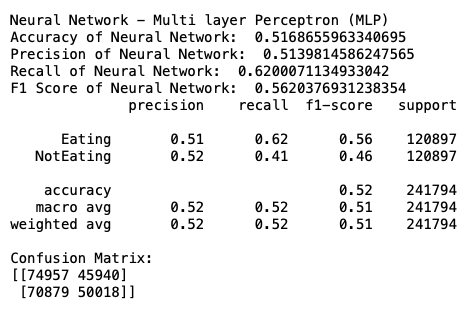 Neural Network - Multi layer Perceptron (MLP)
Accuracy of Neural Network:  0.5168655963340695
Precision of Neural Network:  0.5139814586247565
Recall of Neural Network:  0.6200071134933042
F1 Score of Neural Network:  0.5620376931238354
precision    recall  f1-score   support
Eating       0.51      0.62      0.56    120897
NotEating       0.52      0.41      0.46    120897
accuracy                           0.52    241794
macro avg       0.52      0.52      0.51    241794
weighted avg       0.52      0.52      0.51    241794
Confusion Matrix:
[[74957 45940]
[70879 50018]]